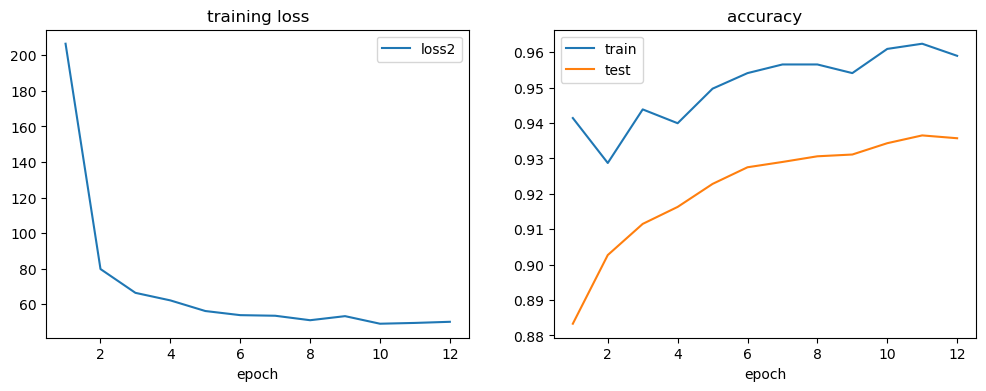 training loss
loss2
200
180
160
140
120
100
80
60
2 4 6 8 10 12
epoch
accuracy
train
test
0.96
0.95
0.94
0.93
0.92
0.91
0.90
0.89
0.88
2 4 6 8 10 12
epoch